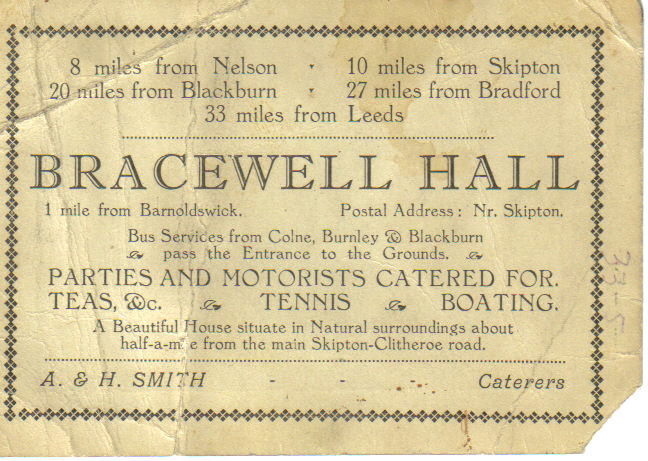 8 miles from Nelson · 10 miles from Skipton
20 miles from Blackburn · 27 miles from Bradford
33 miles from Leeds
BRACEWELL HALL
1 mile from Barnoldswick. Postal Address: Nr. Skipton.
Bus Services from Colne, Burnley & Blackburn
pass the Entrance to the Grounds.
PARTIES AND MOTORISTS CATERED FOR.
TEAS, &c. TENNIS BOATING.
A Beautiful House situate in Natural surroundings about
half-a-mile from the main Skipton-Clitheroe road.
A. & H. SMITH - - - Caterers